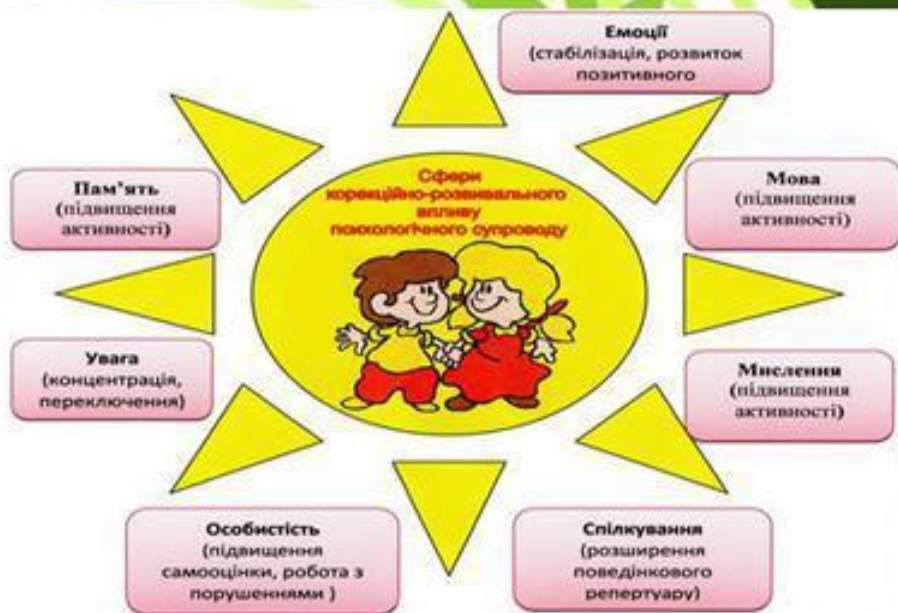 Емоції
(стабілізація, розвиток
позитивного
Сфери
корекційно-розвивального
впливу
психологічного супроводу
Пам'ять
(підвищення
активності)
Мова
(підвищення
активності)
Увага
(концентрація,
переключення)
Мислення
(підвищення
активності)
Особистість
(підвищення
самооцінки, робота з
порушеннями )
Спілкування
(розширення
поведінкового
репертуару)